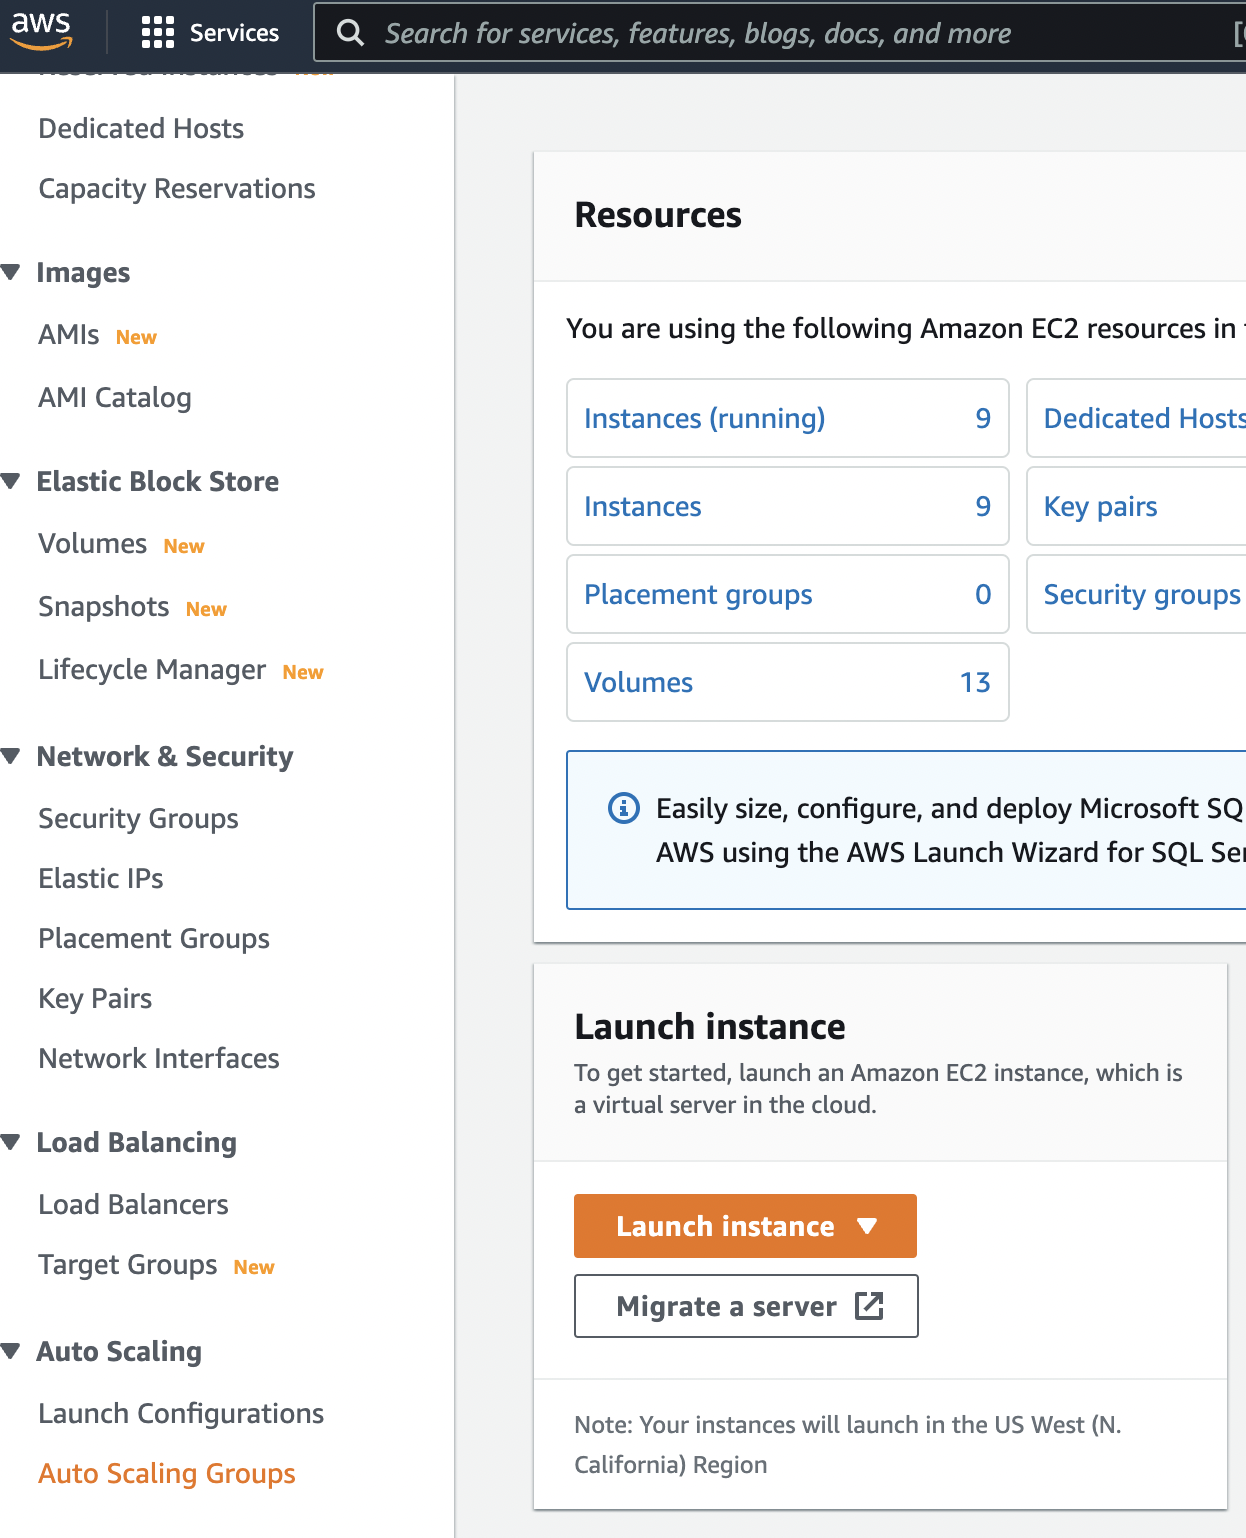 aws
Services
Search for services, features, blogs, docs, and more
Dedicated Hosts
Capacity Reservations
Images
AMIs New
AMI Catalog
Elastic Block Store
Volumes New
Snapshots New
Lifecycle Manager New
Network & Security
Security Groups
Elastic IPs
Placement Groups
Key Pairs
Network Interfaces
Load Balancing
Load Balancers
Target Groups New
Auto Scaling
Launch Configurations
Auto Scaling Groups
Resources
You are using the following Amazon EC2 resources in
Instances (running) 9
Dedicated Hosts
Instances 9
Key pairs
Placement groups 0
Security groups
Volumes 13
Easily size, configure, and deploy Microsoft
AWS using the AWS Launch Wizard for SQL
Launch instance
To get started, launch an Amazon EC2 instance, which is
a virtual server in the cloud.
Launch instance
Migrate a server
Note: Your instances will launch in the US West (N.
California) Region